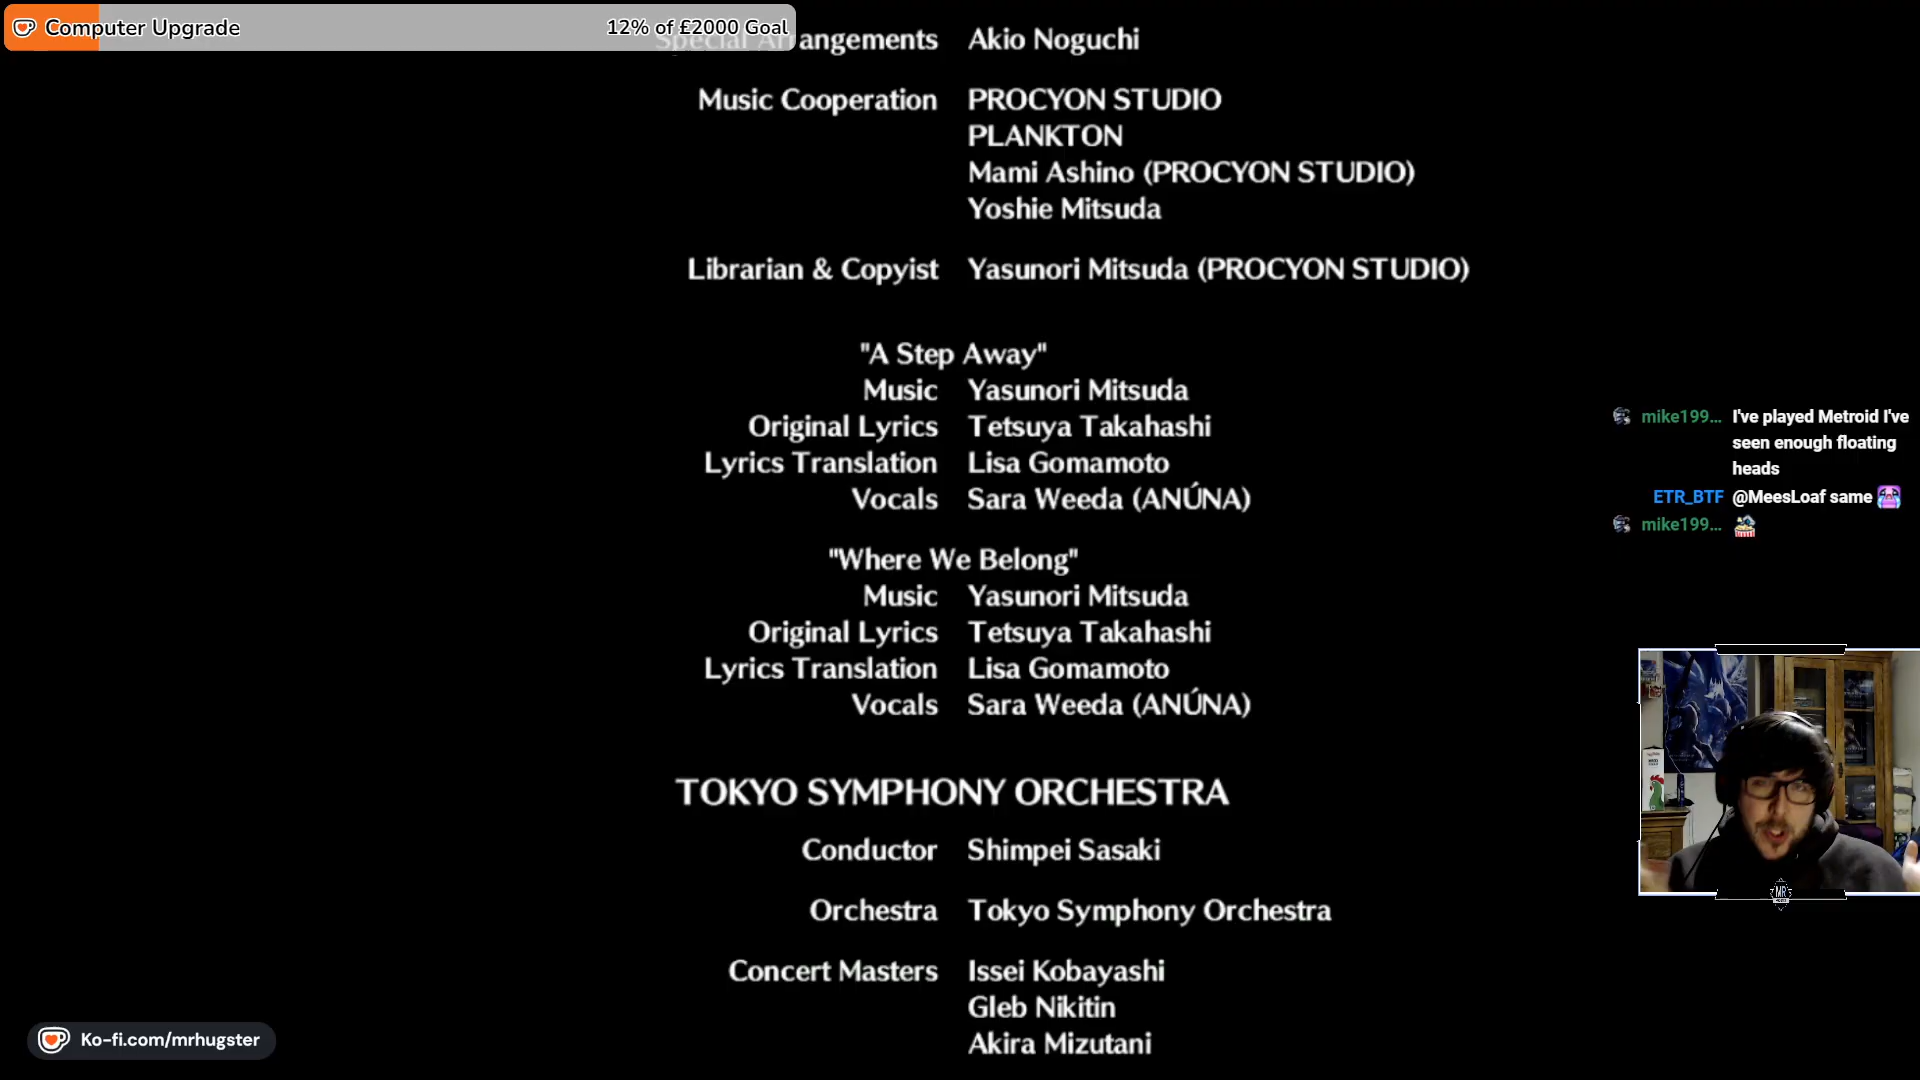 Computer Upgrade 12% of £2000 Goal
Special Arrangements Akio Noguchi
Music Cooperation PROCYON STUDIO
PLANKTON
Mami Ashino (PROCYON STUDIO)
Yoshie Mitsuda
Librarian & Copyist Yasunori Mitsuda (PROCYON STUDIO)
"A Step Away"
Music Yasunori Mitsuda
Original Lyrics Tetsuya Takahashi
Lyrics Translation Lisa Gomamoto
Vocals Sara Weeda (ANÚNA)
"Where We Belong"
Music Yasunori Mitsuda
Original Lyrics Tetsuya Takahashi
Lyrics Translation Lisa Gomamoto
Vocals Sara Weeda (ANÚNA)
TOKYO SYMPHONY ORCHESTRA
Conductor Shimpei Sasaki
Orchestra Tokyo Symphony Orchestra
Concert Masters Issei Kobayashi
Gleb Nikitin
Akira Mizutani
mike199... I've played Metroid I've
seen enough floating
heads
ETR_BTF @MeesLoaf same
mike199...
MR
Ko-fi.com/mrhugster